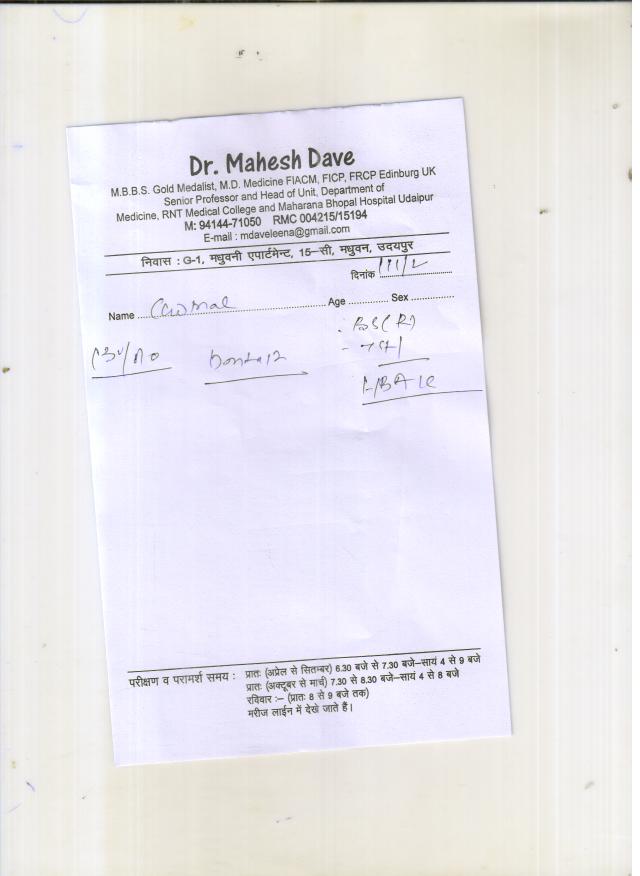 Dr. Mahesh Dave
M.B.B.S. Gold Medalist, M.D. Medicine FIACM, FICP, FRCP Edinburg UK
Senior Professor and Head of Unit, Department of
Medicine, RNT Medical College and Maharana Bhopal Hospital Udaipur
M: 94144-71050 RMC 004215/15194
E-mail : mdaveleena@gmail.com
निवास : G-1, मधुवनी एपार्टमेन्ट, 15–सी, मधुवन, उदयपुर
दिनांक
Name Age Sex
परीक्षण व परामर्श समय : प्रातः (अप्रेल से सितम्बर) 6.30 बजे से 7.30 बजे–सायं 4 से 9 बजे
प्रातः (अक्टूबर से मार्च) 7.30 से 8.30 बजे–सायं 4 से 8 बजे
रविवार :– (प्रातः 8 से 9 बजे तक)
मरीज लाईन में देखे जाते हैं।